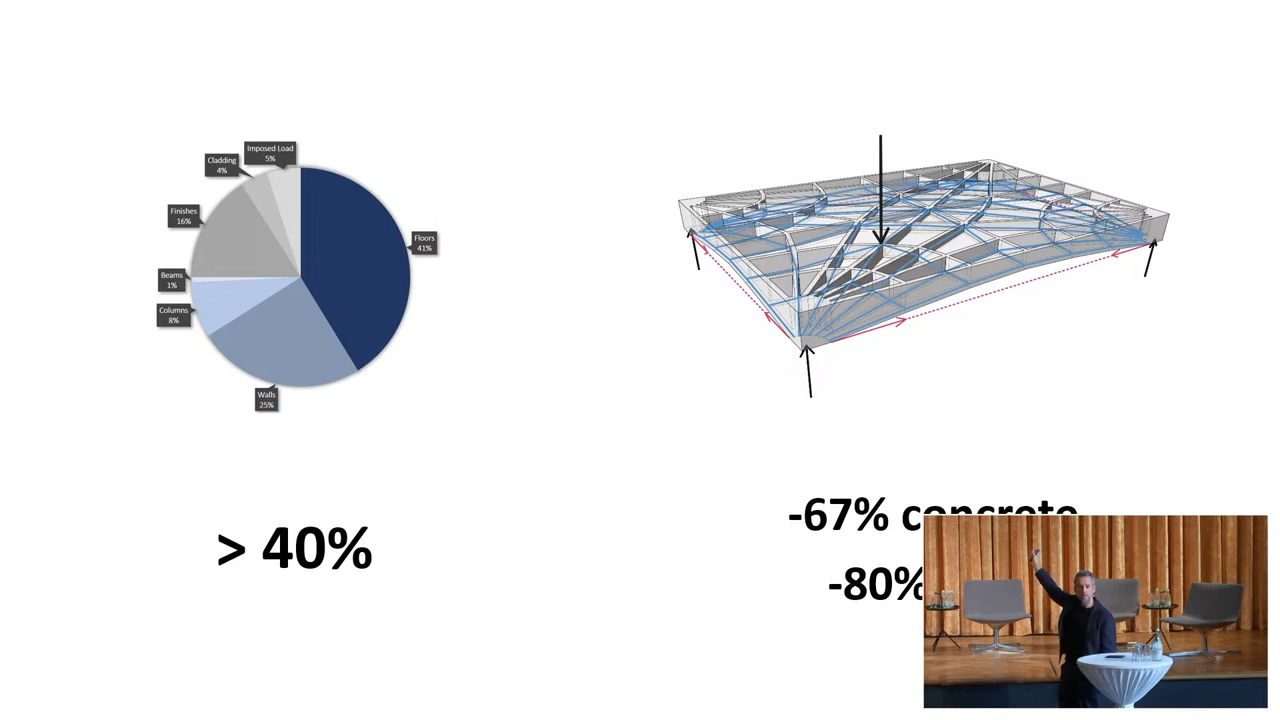 Imposed Load
5%
Cladding
4%
Finishes
16%
Floors
41%
Beams
1%
Columns
8%
Walls
25%
> 40%
-67% concrete
-80%